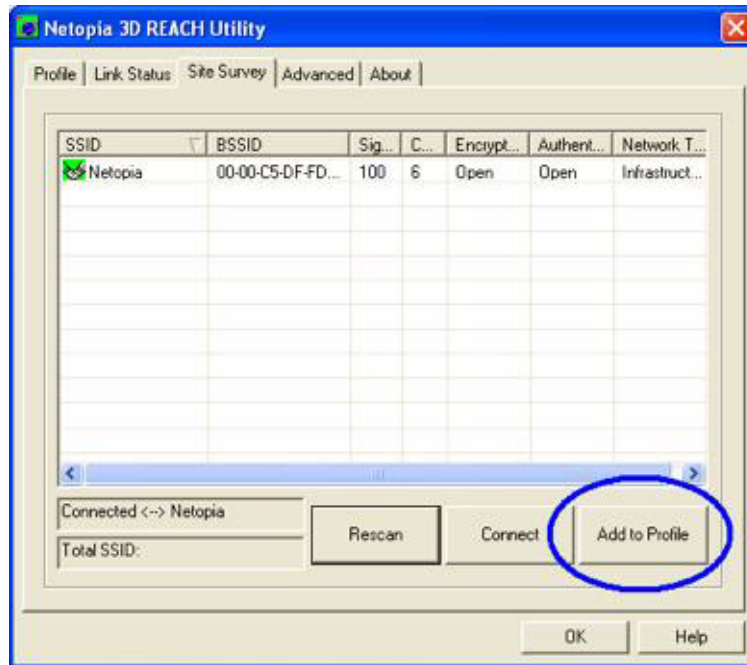 Netopia 3D REACH Utility
Profile Link Status Site Survey Advanced About
SSID BSSID Sig... C... Encrypt... Authent... Network T...
Netopia 00-00-C5-DF-FD... 100 6 Open Open Infrastruct...
Connected <--> Netopia
Total SSID:
Rescan Connect Add to Profile
OK Help